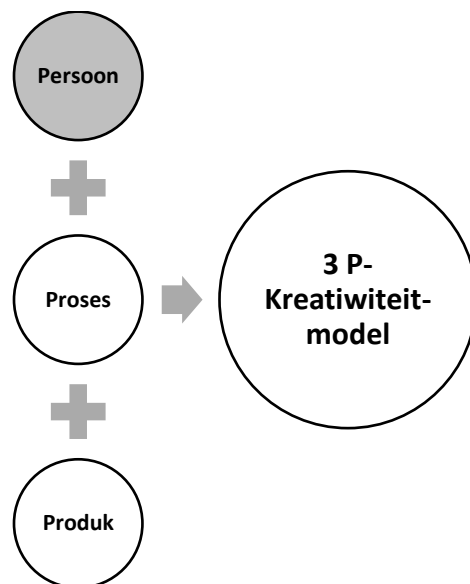 Persoon
Proses
Produk
3 P-
Kreatiwiteit-
model